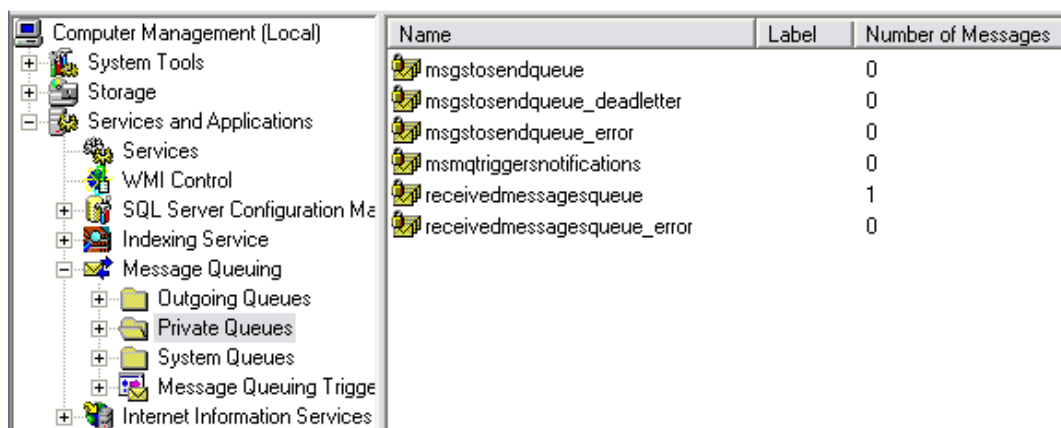 Computer Management (Local)
System Tools
Storage
Services and Applications
Services
WMI Control
SQL Server Configuration Ma
Indexing Service
Message Queuing
Outgoing Queues
Private Queues
System Queues
Message Queuing Trigge
Internet Information Services
Name Label Number of Messages
msgstosendqueue 0
msgstosendqueue_deadletter 0
msgstosendqueue_error 0
msmqtriggersnotifications 0
receivedmessagesqueue 1
receivedmessagesqueue_error 0